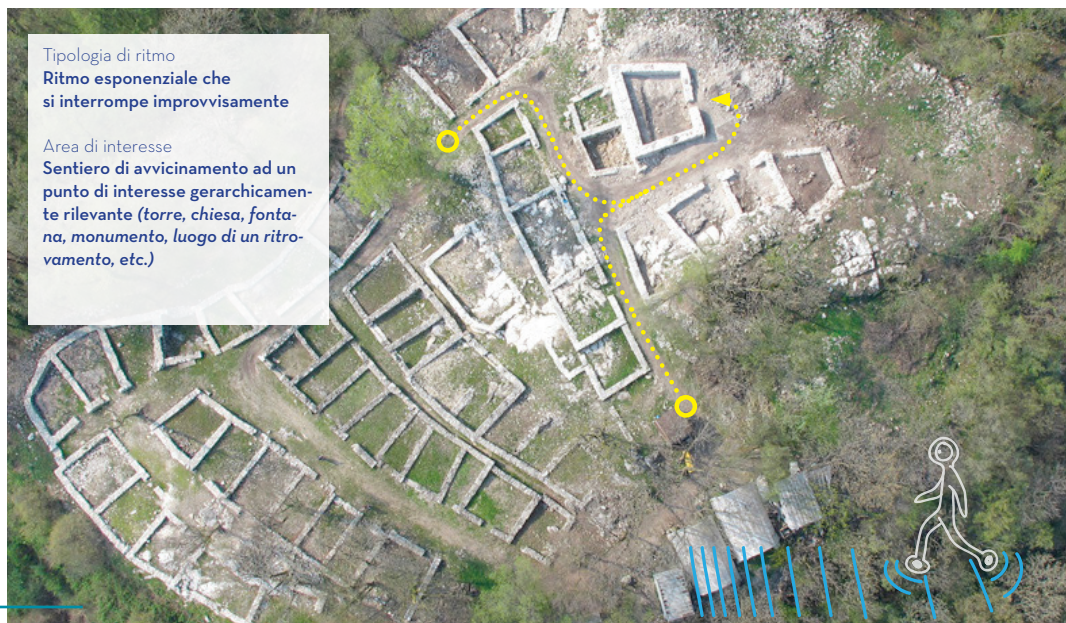 Tipologia di ritmo
Ritmo esponenziale che
si interrompe improvvisamente
Area di interesse
Sentiero di avvicinamento ad un
punto di interesse gerarchicamen-
te rilevante (torre, chiesa, fonta-
na, monumento, luogo di un ritro-
vamento, etc.)